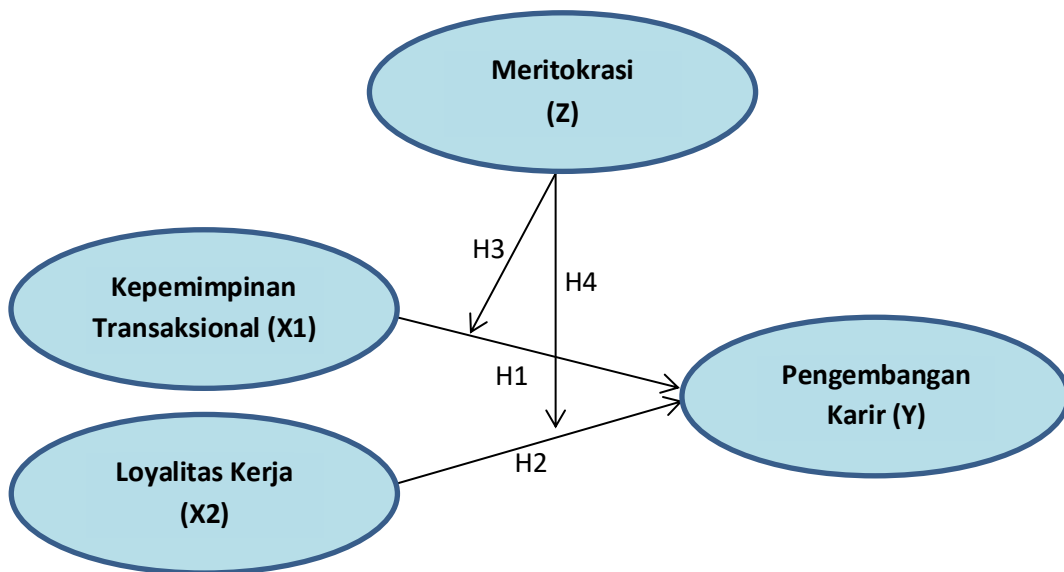 Meritokrasi
(Z)
H3
H4
Kepemimpinan
Transaksional (X1)
H1
Pengembangan
Karir (Y)
H2
Loyalitas Kerja
(X2)